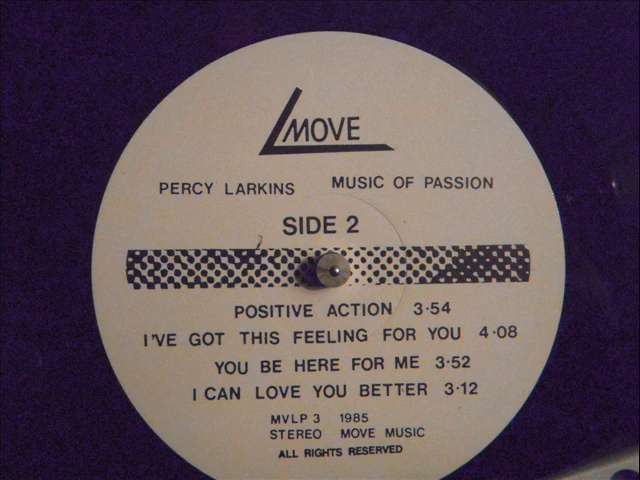 MOVE
PERCY LARKINS MUSIC OF PASSION
SIDE 2
POSITIVE ACTION 3·54
I'VE GOT THIS FEELING FOR YOU 4·08
YOU BE HERE FOR ME 3·52
I CAN LOVE YOU BETTER 3·12
MVLP 3 1985
STEREO MOVE MUSIC
ALL RIGHTS RESERVED